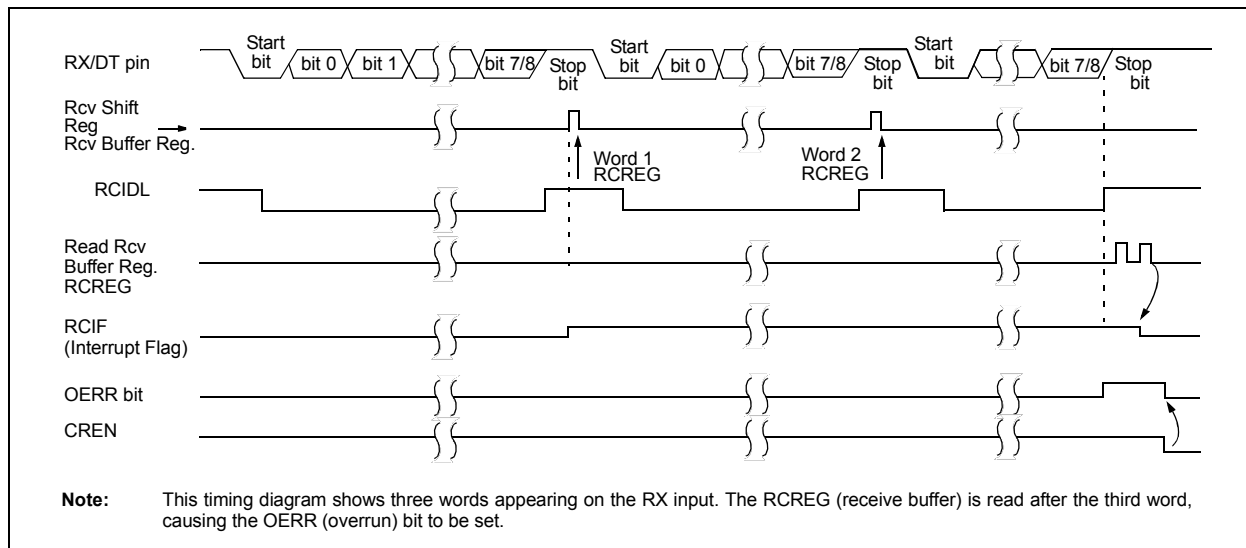 RX/DT pin
Start
bit
bit 0
bit 1
bit 7/8
Stop
bit
Start
bit
bit 0
bit 7/8
Stop
bit
Start
bit
bit 7/8
Stop
bit
Rcv Shift
Reg
Rcv Buffer Reg.
Word 1
RCREG
Word 2
RCREG
RCIDL
Read Rcv
Buffer Reg.
RCREG
RCIF
(Interrupt Flag)
OERR bit
CREN
Note: This timing diagram shows three words appearing on the RX input. The RCREG (receive buffer) is read after the third word,
causing the OERR (overrun) bit to be set.